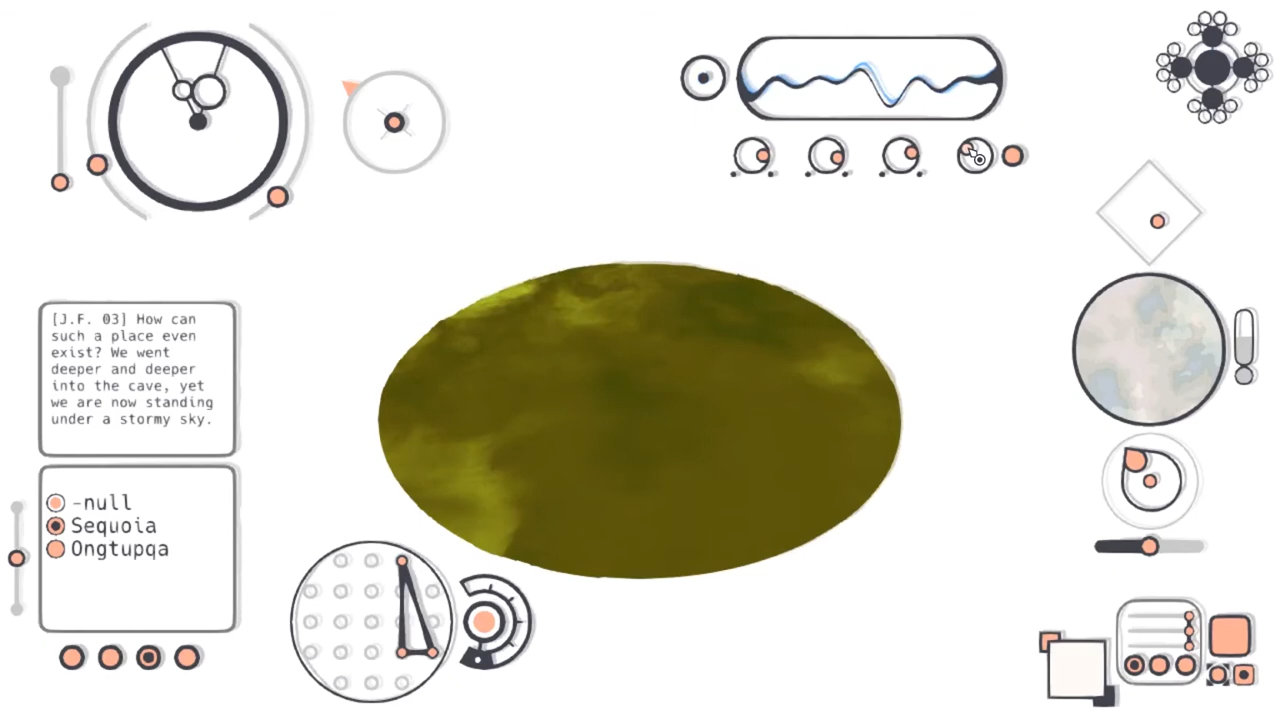 [J.F. 03] How can
such a place even
exist? We went
deeper and deeper
into the cave, yet
we are now standing
under a stormy sky.
-null
Sequoia
Ongtupqa